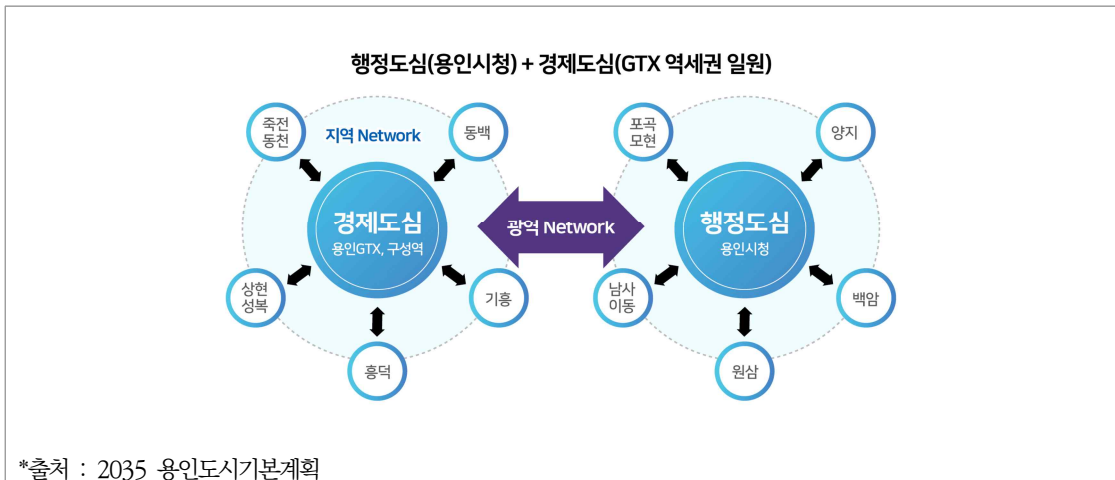 행정도심(용인시청) + 경제도심(GTX 역세권 일원)
죽전
동천
지역 Network
동백
경제도심
용인GTX, 구성역
상현
성복
기흥
흥덕
광역 Network
포곡
모현
양지
행정도심
용인시청
남사
이동
백암
원삼
*출처 : 2035 용인도시기본계획